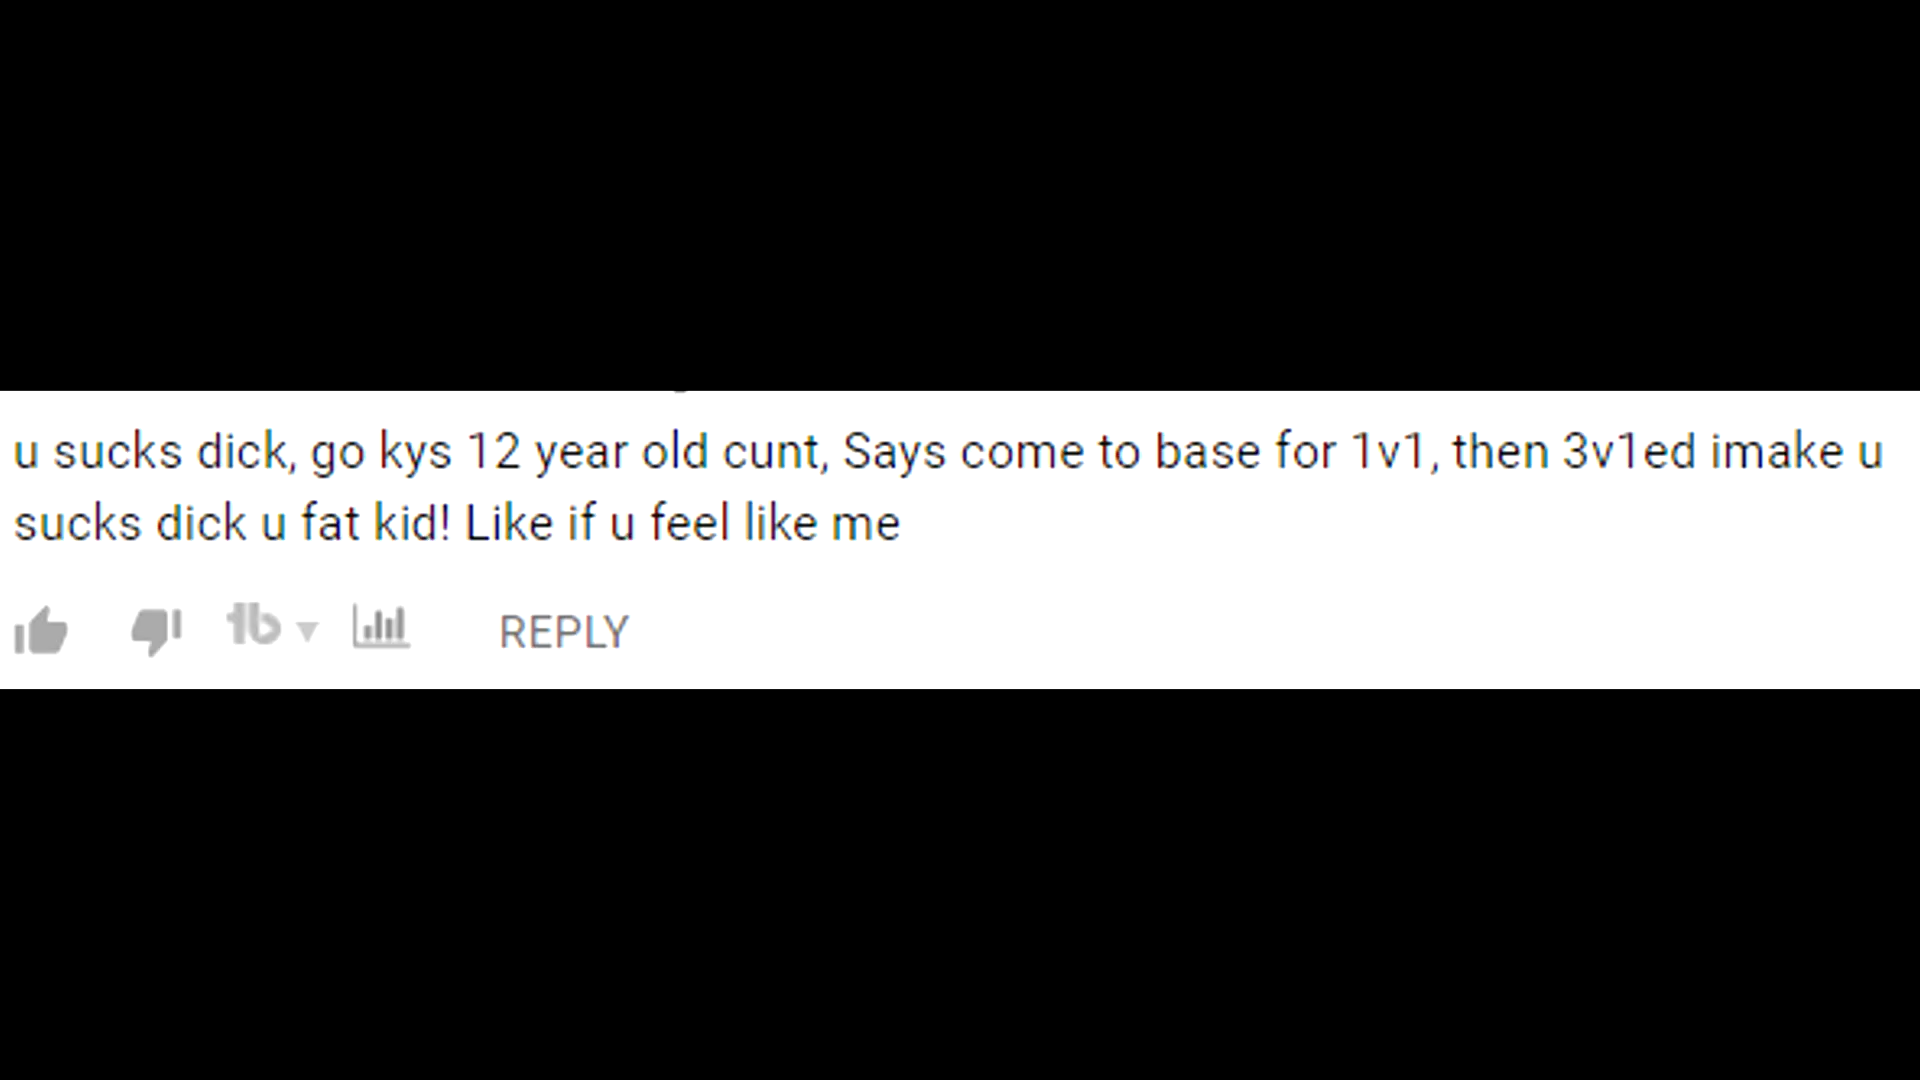 u sucks dick, go kys 12 year old cunt, Says come to base for 1v1, then 3v1ed imake u
sucks dick u fat kid! Like if u feel like me
tb REPLY